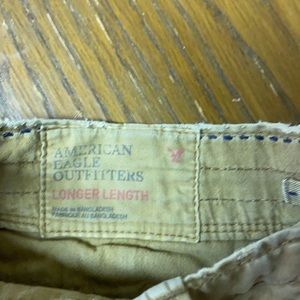 AMERICAN
EAGLE
OUTFITTERS
LONGER LENGTH
MADE IN BANGLADESH
FABRIQUÉ AU BANGLADESH